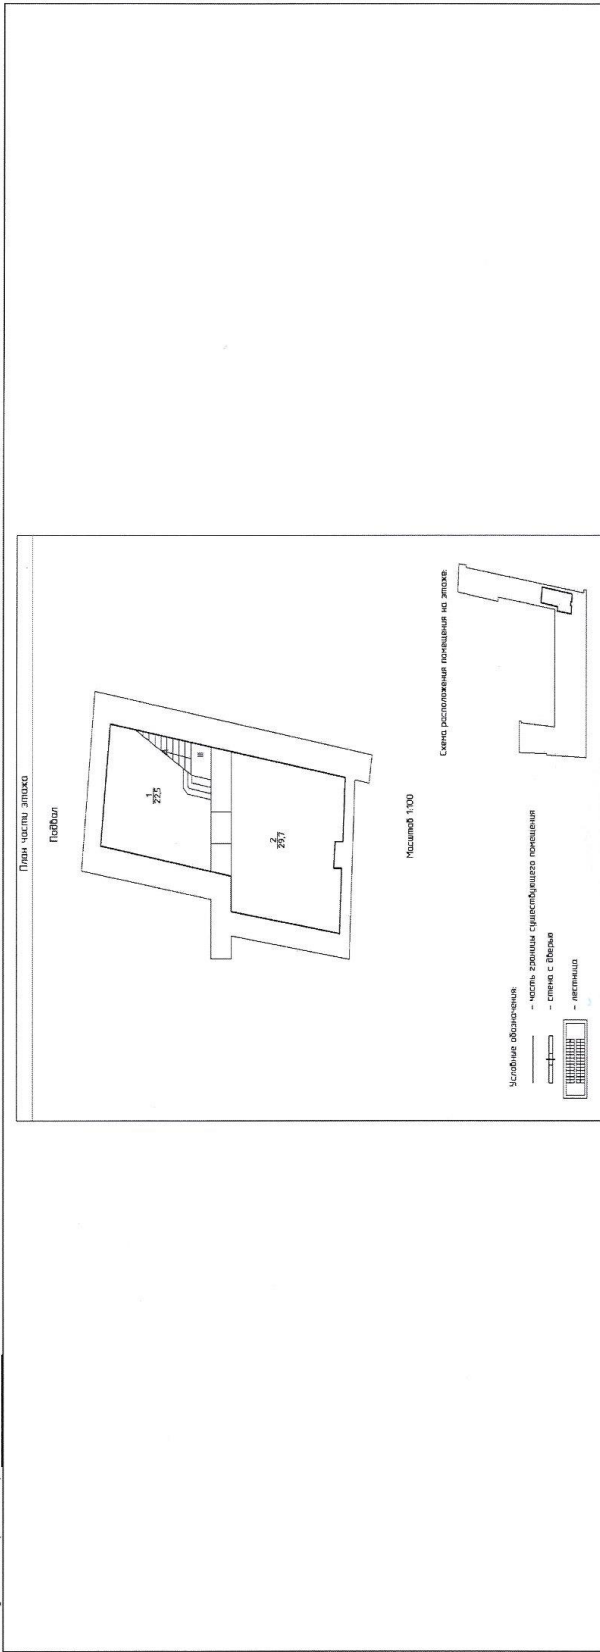 План части этажа
Подвал
1
22,5
III
2
29,7
Масштаб 1:100
Схема расположения помещения на этаже:
Условные обозначения:
- часть границы существующего помещения
- стена с дверью
- лестница